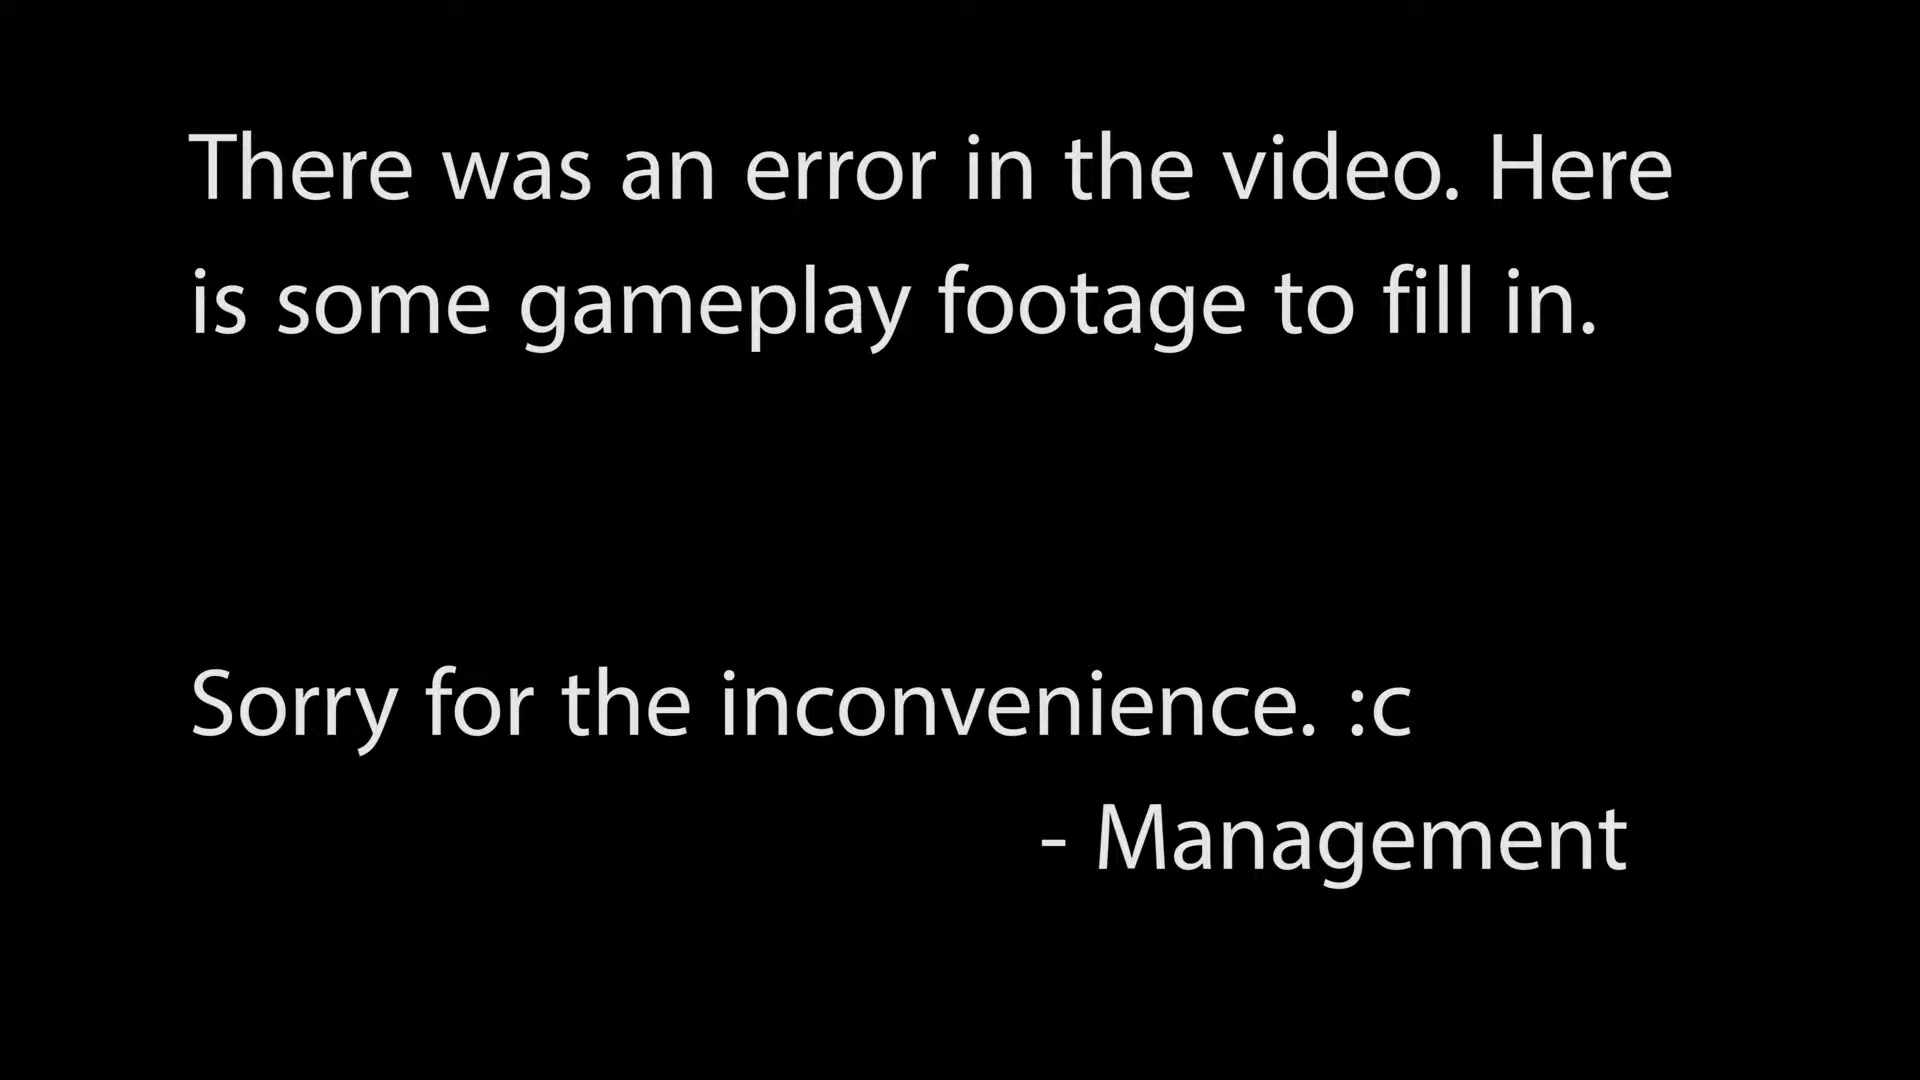 There was an error in the video. Here
is some gameplay footage to fill in.
Sorry for the inconvenience. :c
- Management